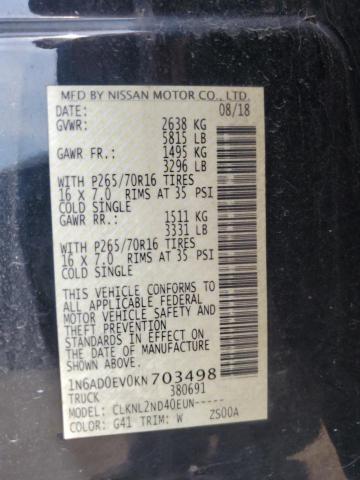 MFD BY NISSAN MOTOR CO., LTD.
DATE: 08/18
GVWR: 2638 KG
5815 LB
GAWR FR.: 1495 KG
3296 LB
WITH P265/70R16 TIRES
16 x 7.0 RIMS AT 35 PSI
COLD SINGLE
GAWR RR.: 1511 KG
3331 LB
WITH P265/70R16 TIRES
16 x 7.0 RIMS AT 35 PSI
COLD SINGLE
THIS VEHICLE CONFORMS TO
ALL APPLICABLE FEDERAL
MOTOR VEHICLE SAFETY AND
THEFT PREVENTION
STANDARDS IN EFFECT ON
THE DATE OF MANUFACTURE
SHOWN ABOVE.
1N6AD0EV0KN703498
TRUCK 380691
MODEL: CLKNL2ND40EUN-----
COLOR: G41 TRIM: W ZS00A